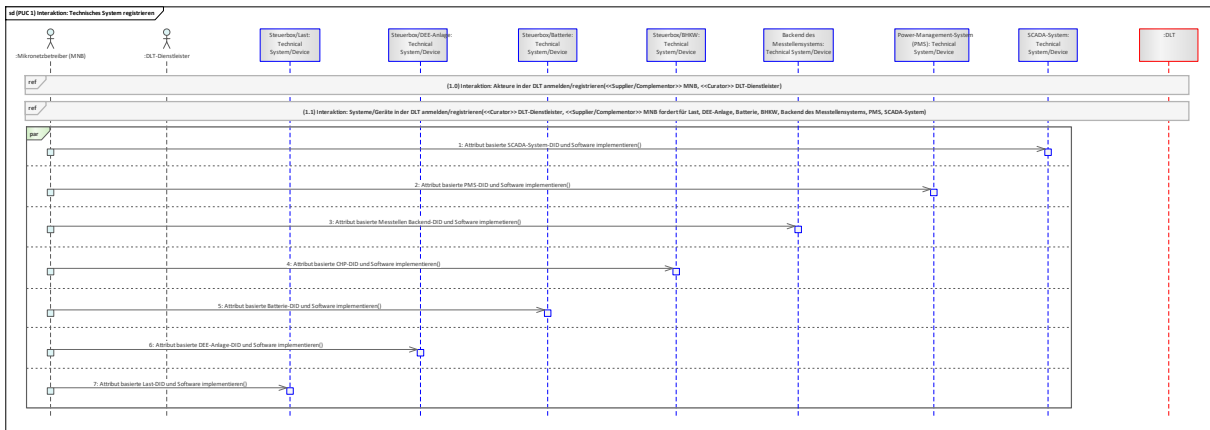 sd (PUC 1) Interaktion: Technisches System registrieren
:Mikronetzbetreiber (MNB)
:DLT-Dienstleister
Steuerbox/Last:
Technical
System/Device
Steuerbox/DEE-Anlage:
Technical
System/Device
Steuerbox/Batterie:
Technical
System/Device
Steuerbox/BHKW:
Technical
System/Device
Backend des
Messtellensystems:
Technical System/Device
Power-Management-System
(PMS): Technical
System/Device
SCADA-System:
Technical
System/Device
:DLT
ref
(1.0) Interaktion: Akteure in der DLT anmelden/registrieren(<<Supplier/Complementor>> MNB, <<Curator>> DLT-Dienstleister)
ref
(1.1) Interaktion: Systeme/Geräte in der DLT anmelden/registrieren(<<Curator>> DLT-Dienstleister, <<Supplier/Complementor>> MNB fordert für Last, DEE-Anlage, Batterie, BHKW, Backend des Messtellensystems, PMS, SCADA-System)
par
1: Attribut basierte SCADA-System-DID und Software implementieren()
2: Attribut basierte PMS-DID und Software implementieren()
3: Attribut basierte Messtellen Backend-DID und Software implemetieren()
4: Attribut basierte CHP-DID und Software implementieren()
5: Attribut basierte Batterie-DID und Software implementieren()
6: Attribut basierte DEE-Anlage-DID und Software implementieren()
7: Attribut basierte Last-DID und Software implementieren()